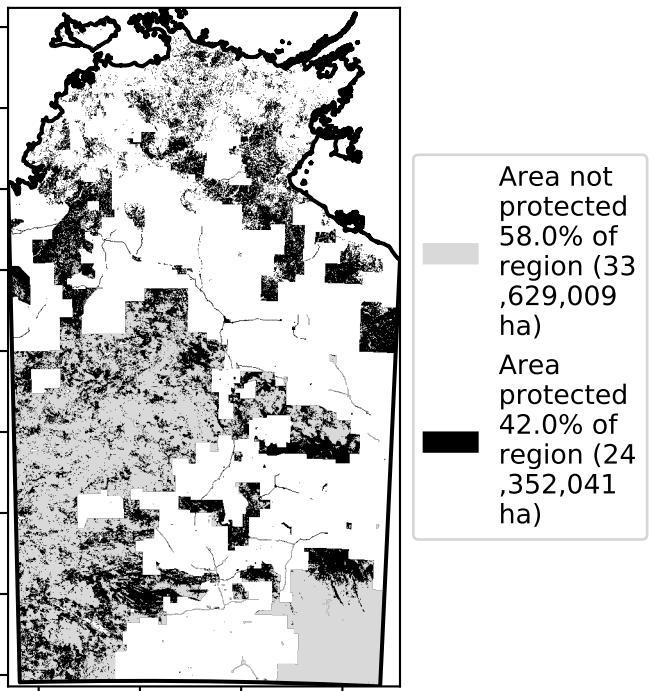 Area not
protected
58.0% of
region (33
,629,009
ha)
Area
protected
42.0% of
region (24
,352,041
ha)